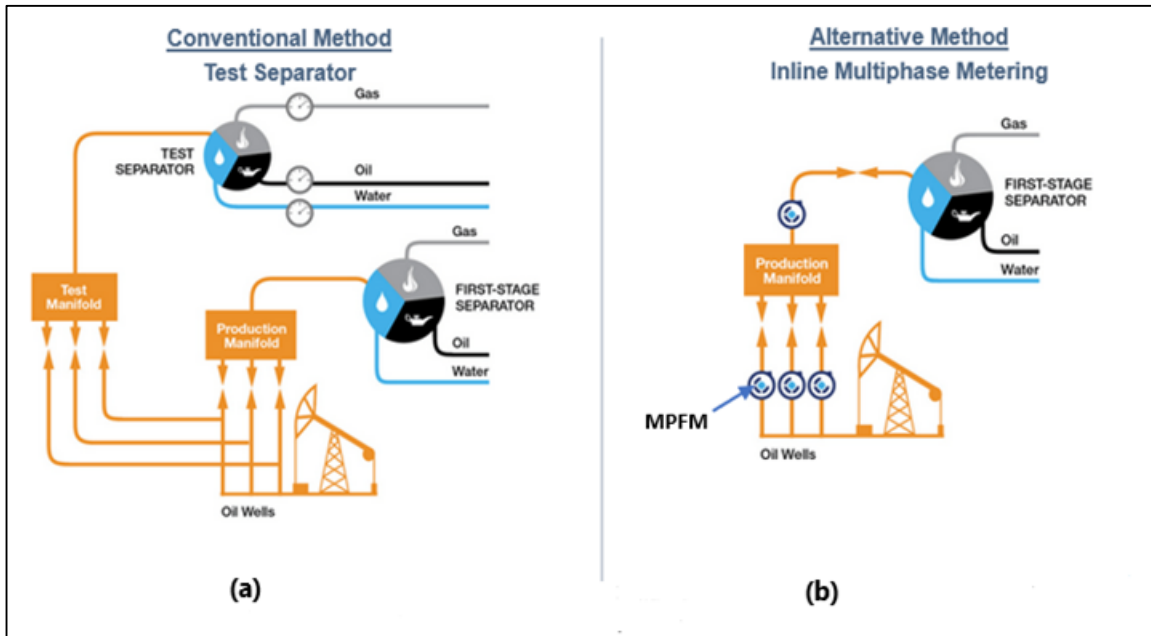 Conventional Method
Test Separator
Gas
TEST
SEPARATOR
Oil
Water
Gas
Test
Manifold
FIRST-STAGE
SEPARATOR
Production
Manifold
Oil
Water
Oil Wells
(a)
Alternative Method
Inline Multiphase Metering
Gas
FIRST-STAGE
SEPARATOR
Production
Manifold
Oil
Water
MPFM
Oil Wells
(b)